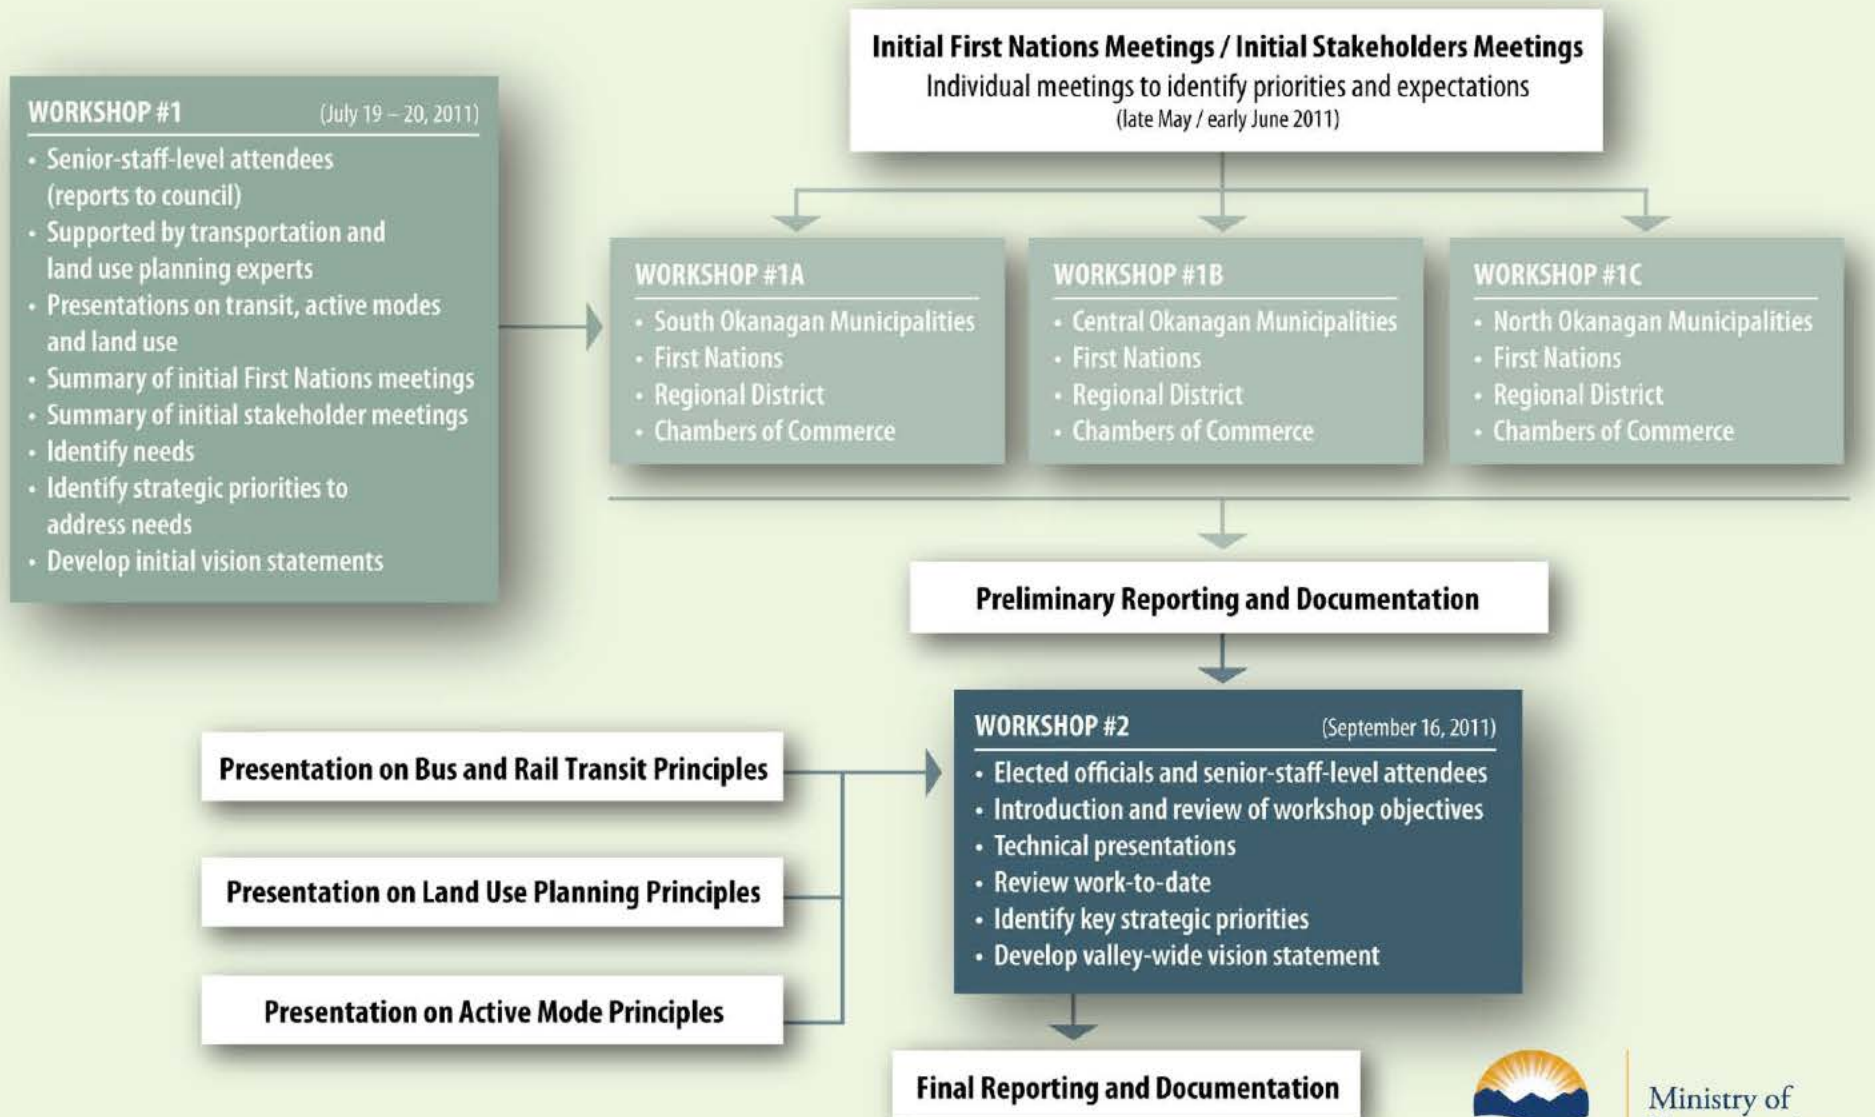 Initial First Nations Meetings / Initial Stakeholders Meetings
Individual meetings to identify priorities and expectations
(late May / early June 2011)
WORKSHOP #1 (July 19 – 20, 2011)
• Senior-staff-level attendees
(reports to council)
• Supported by transportation and
land use planning experts
• Presentations on transit, active modes
and land use
• Summary of initial First Nations meetings
• Summary of initial stakeholder meetings
• Identify needs
• Identify strategic priorities to
address needs
• Develop initial vision statements
WORKSHOP #1A
• South Okanagan Municipalities
• First Nations
• Regional District
• Chambers of Commerce
WORKSHOP #1B
• Central Okanagan Municipalities
• First Nations
• Regional District
• Chambers of Commerce
WORKSHOP #1C
• North Okanagan Municipalities
• First Nations
• Regional District
• Chambers of Commerce
Preliminary Reporting and Documentation
Presentation on Bus and Rail Transit Principles
Presentation on Land Use Planning Principles
Presentation on Active Mode Principles
WORKSHOP #2 (September 16, 2011)
• Elected officials and senior-staff-level attendees
• Introduction and review of workshop objectives
• Technical presentations
• Review work-to-date
• Identify key strategic priorities
• Develop valley-wide vision statement
Final Reporting and Documentation
Ministry of